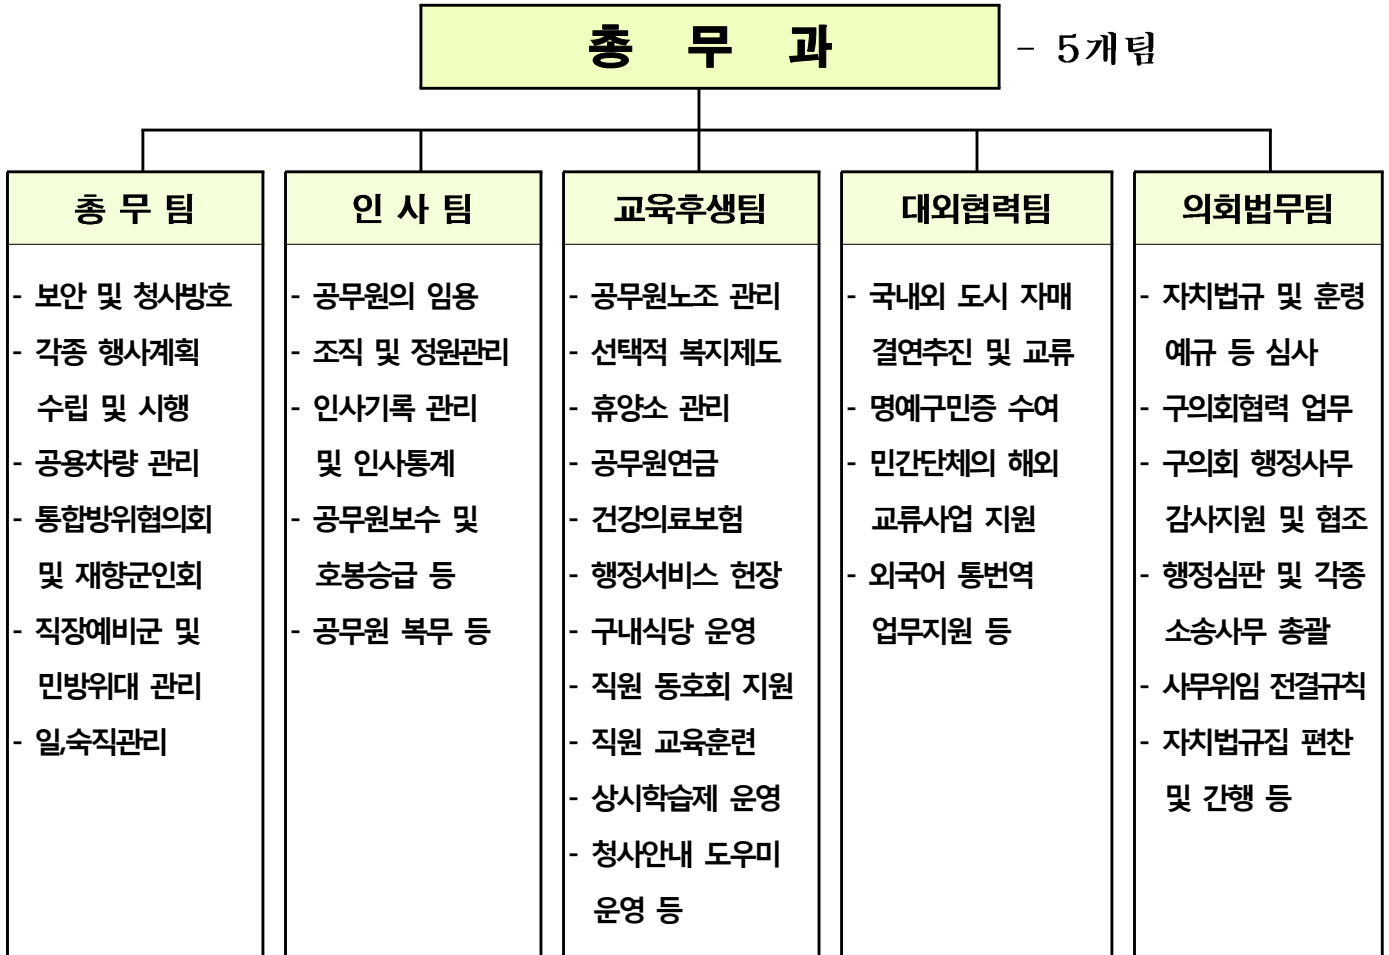 총 무 과
- 5개팀
총 무 팀
- 보안 및 청사방호
- 각종 행사계획
수립 및 시행
- 공용차량 관리
- 통합방위협의회
및 재향군인회
- 직장예비군 및
민방위대 관리
- 일,숙직관리
인 사 팀
- 공무원의 임용
- 조직 및 정원관리
- 인사기록 관리
및 인사통계
- 공무원보수 및
호봉승급 등
- 공무원 복무 등
교육후생팀
- 공무원노조 관리
- 선택적 복지제도
- 휴양소 관리
- 공무원연금
- 건강의료보험
- 행정서비스 헌장
- 구내식당 운영
- 직원 동호회 지원
- 직원 교육훈련
- 상시학습제 운영
- 청사안내 도우미
운영 등
대외협력팀
- 국내외 도시 자매
결연추진 및 교류
- 명예구민증 수여
- 민간단체의 해외
교류사업 지원
- 외국어 통번역
업무지원 등
의회법무팀
- 자치법규 및 훈령
예규 등 심사
- 구의회협력 업무
- 구의회 행정사무
감사지원 및 협조
- 행정심판 및 각종
소송사무 총괄
- 사무위임 전결규칙
- 자치법규집 편찬
및 간행 등